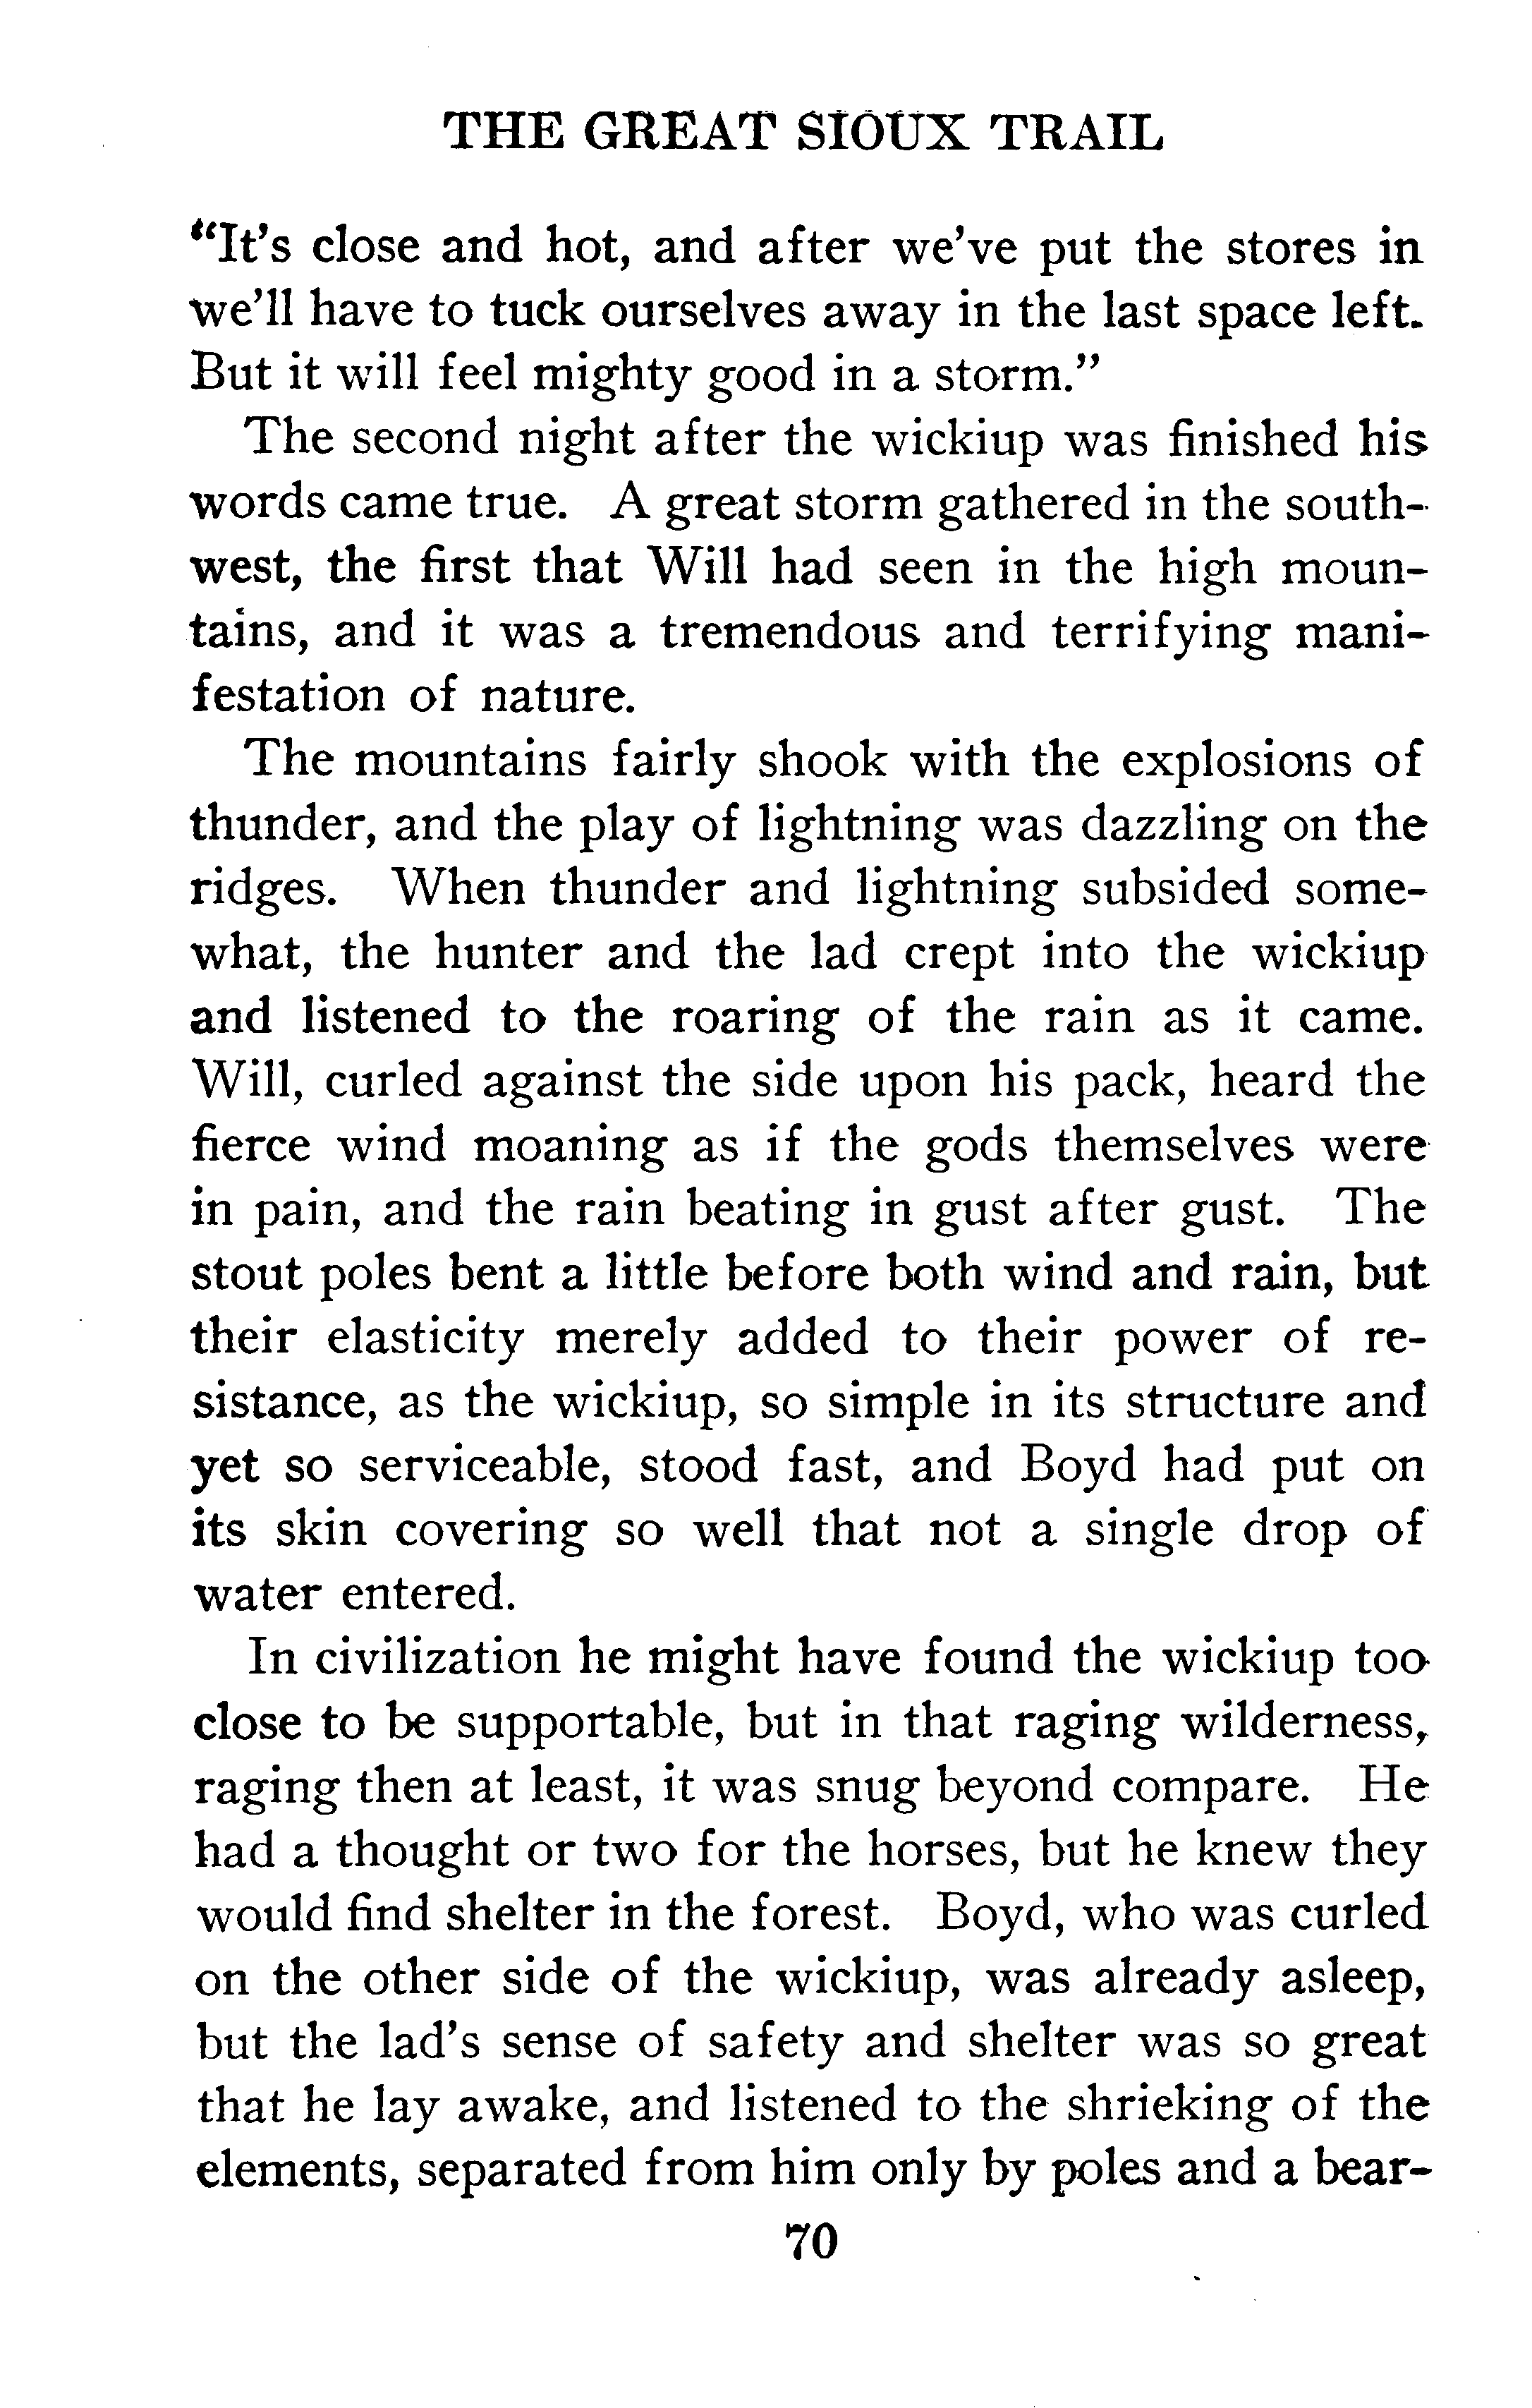 THE GREAT SIOUX TRAIL
"It's close and hot, and after we've put the stores in
we'll have to tuck ourselves away in the last space left.
But it will feel mighty good in a storm."
The second night after the wickiup was finished his
words came true. A great storm gathered in the south-
west, the first that Will had seen in the high moun-
tains, and it was a tremendous and terrifying mani-
festation of nature.
The mountains fairly shook with the explosions of
thunder, and the play of lightning was dazzling on the
ridges. When thunder and lightning subsided some-
what, the hunter and the lad crept into the wickiup
and listened to the roaring of the rain as it came.
Will, curled against the side upon his pack, heard the
fierce wind moaning as if the gods themselves were
in pain, and the rain beating in gust after gust. The
stout poles bent a little before both wind and rain, but
their elasticity merely added to their power of re-
sistance, as the wickiup, so simple in its structure and
yet so serviceable, stood fast, and Boyd had put on
its skin covering so well that not a single drop of
water entered.
In civilization he might have found the wickiup too
close to be supportable, but in that raging wilderness,
raging then at least, it was snug beyond compare. He
had a thought or two for the horses, but he knew they
would find shelter in the forest. Boyd, who was curled
on the other side of the wickiup, was already asleep,
but the lad's sense of safety and shelter was so great
that he lay awake, and listened to the shrieking of the
elements, separated from him only by poles and a bear-
70